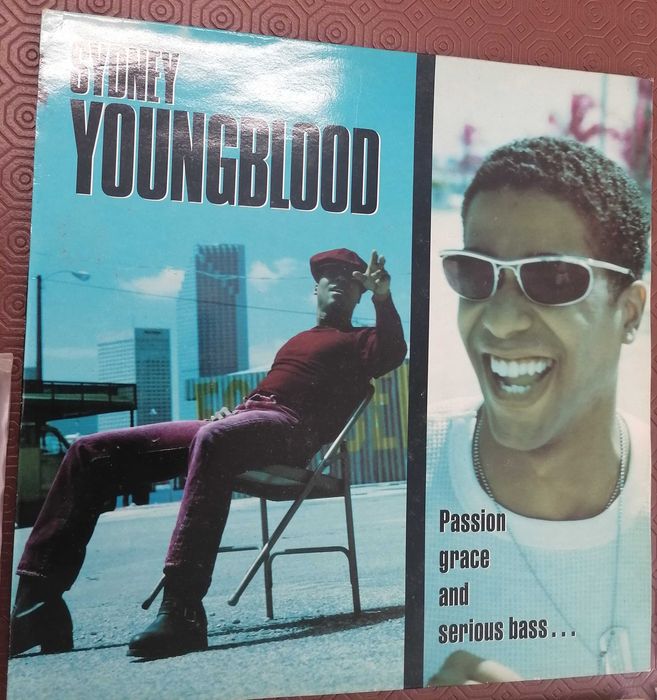 SYDNEY
YOUNGBLOOD
Passion
grace
and
serious bass...